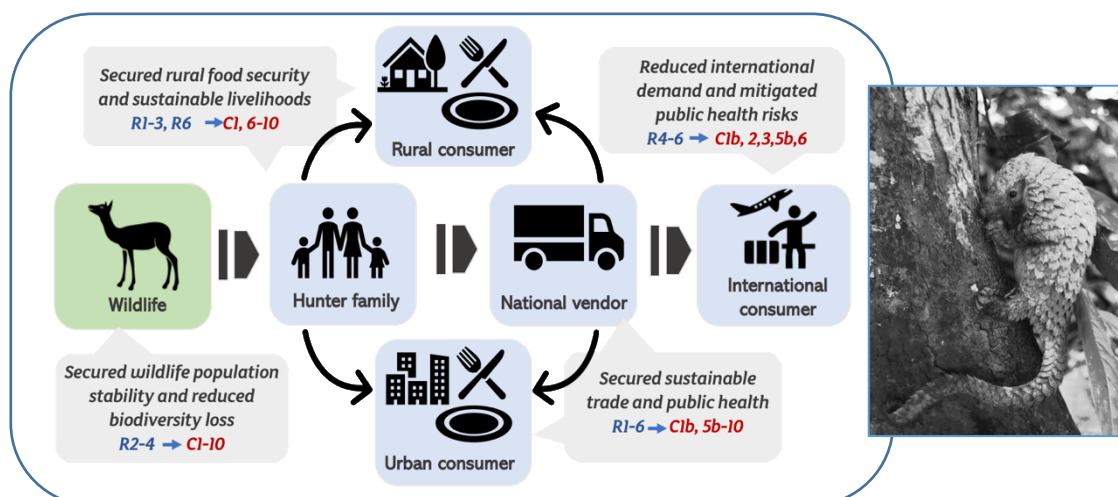 Secured rural food security
and sustainable livelihoods
R1-3, R6 → C1, 6-10
Rural consumer
Reduced international
demand and mitigated
public health risks
R4-6 → C1b, 2,3,5b,6
Wildlife
Hunter family
National vendor
International
consumer
Secured wildlife population
stability and reduced
biodiversity loss
R2-4 → C1-10
Urban consumer
Secured sustainable
trade and public health
R1-6 → C1b, 5b-10